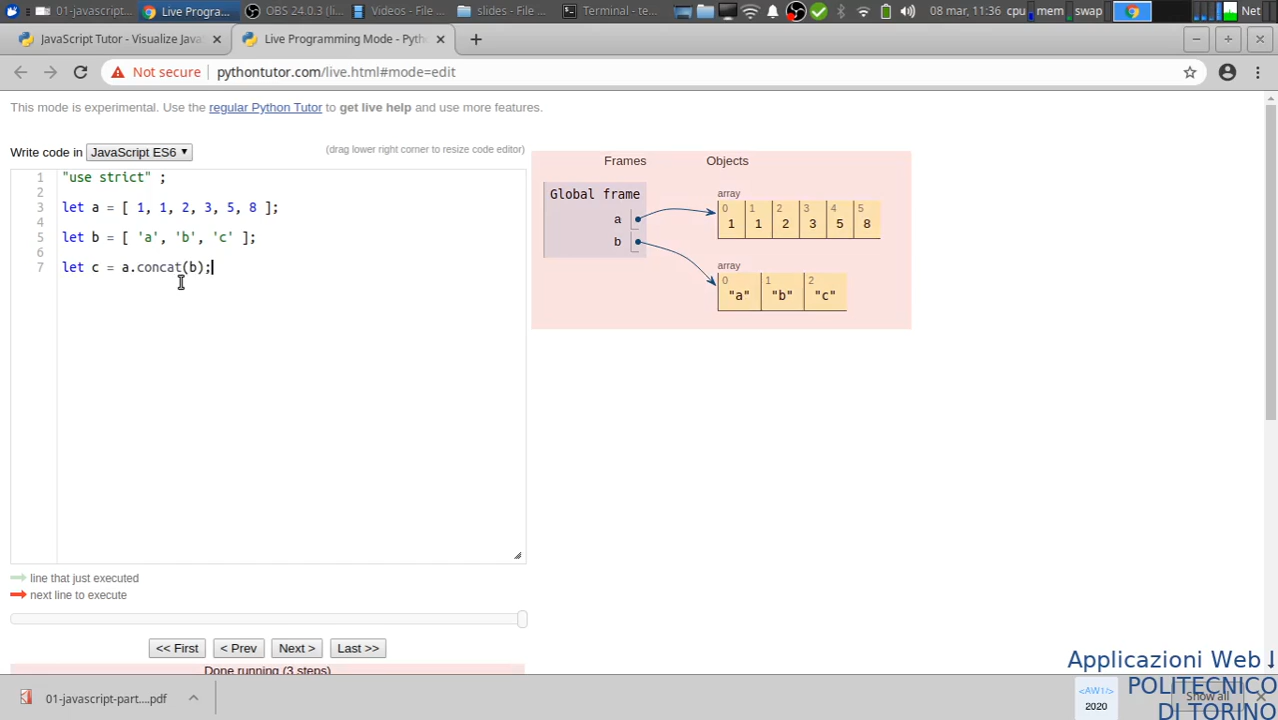 01-javascript...
Live Progra...
OBS 24.0.3 (li...
Videos - File ...
slides - File ...
Terminal - te...
08 mar, 11:36 cpu mem swap Net
JavaScript Tutor - Visualize Java
Live Programming Mode - Pyth
Not secure pythontutor.com/live.html#mode=edit
This mode is experimental. Use the regular Python Tutor to get live help and use more features.
Write code in JavaScript ES6
(drag lower right corner to resize code editor)
1 "use strict" ;
2
3 let a = [ 1, 1, 2, 3, 5, 8 ];
4
5 let b = [ 'a', 'b', 'c' ];
6
7 let c = a.concat(b);
Frames Objects
Global frame
a
b
array
0 1 2 3 4 5
1 1 2 3 5 8
array
0 1 2
"a" "b" "c"
line that just executed
next line to execute
<< First < Prev Next > Last >>
Done running (3 steps)
01-javascript-part....pdf
Show all
Applicazioni Web I
<AW1/>
2020
POLITECNICO
DI TORINO